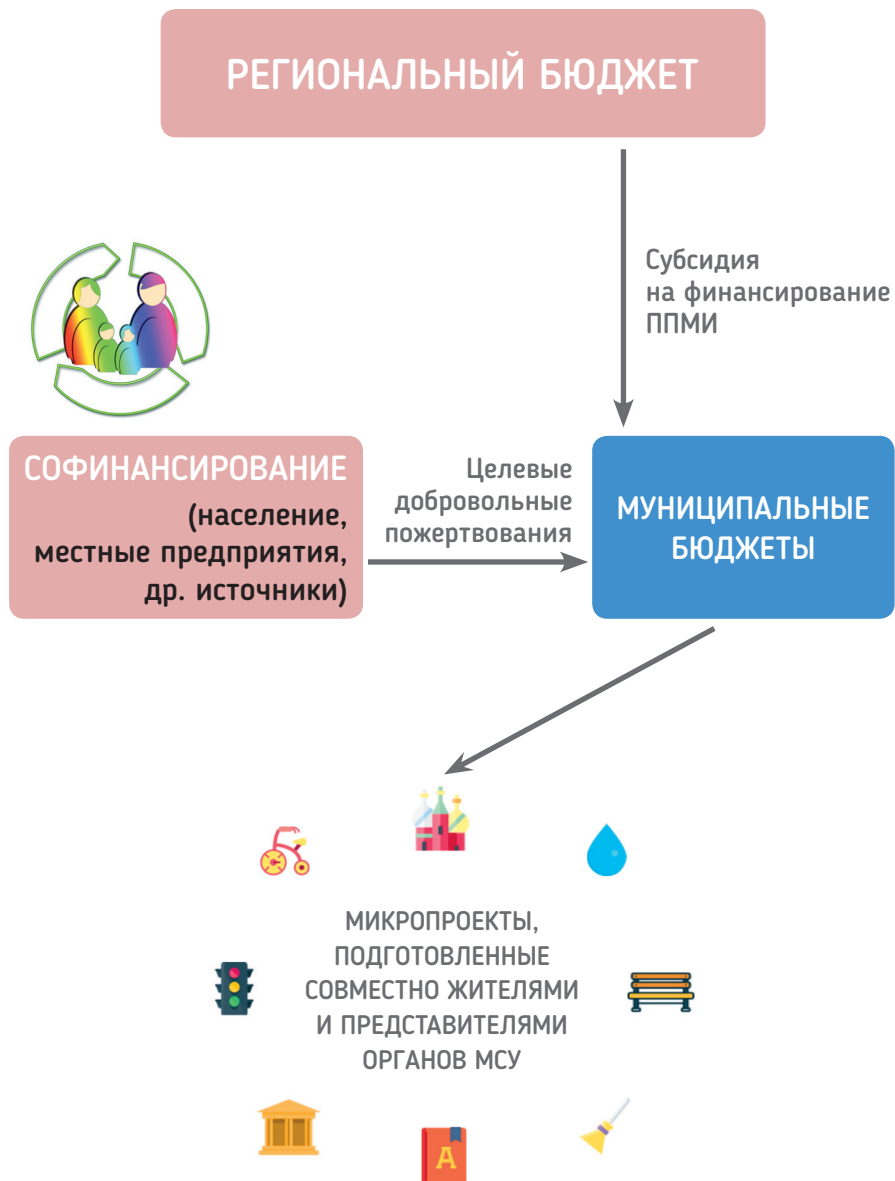 РЕГИОНАЛЬНЫЙ БЮДЖЕТ
Субсидия
на финансирование
ППМИ
СОФИНАНСИРОВАНИЕ
(население,
местные предприятия,
др. источники)
Целевые
добровольные
пожертвования
МУНИЦИПАЛЬНЫЕ
БЮДЖЕТЫ
МИКРОПРОЕКТЫ,
ПОДГОТОВЛЕННЫЕ
СОВМЕСТНО ЖИТЕЛЯМИ
И ПРЕДСТАВИТЕЛЯМИ
ОРГАНОВ МСУ
А